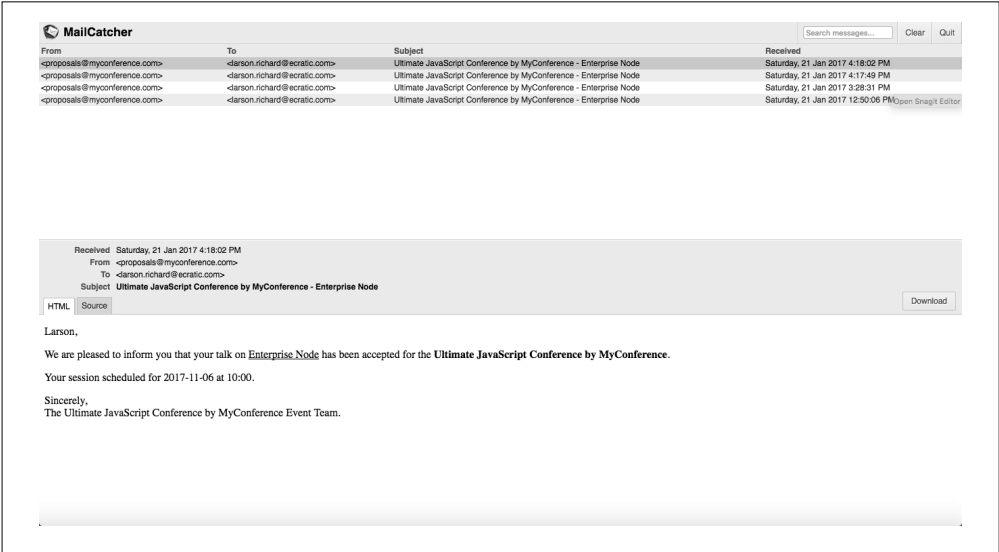 MailCatcher Search messages... Clear Quit
From To Subject Received
<proposals@myconference.com> <larson.richard@ecratic.com> Ultimate JavaScript Conference by MyConference - Enterprise Node Saturday, 21 Jan 2017 4:18:02 PM
<proposals@myconference.com> <larson.richard@ecratic.com> Ultimate JavaScript Conference by MyConference - Enterprise Node Saturday, 21 Jan 2017 4:17:49 PM
<proposals@myconference.com> <larson.richard@ecratic.com> Ultimate JavaScript Conference by MyConference - Enterprise Node Saturday, 21 Jan 2017 3:28:31 PM
<proposals@myconference.com> <larson.richard@ecratic.com> Ultimate JavaScript Conference by MyConference - Enterprise Node Saturday, 21 Jan 2017 12:50:06 PM Open Snagit Editor
Received Saturday, 21 Jan 2017 4:18:02 PM
From <proposals@myconference.com>
To <larson.richard@ecratic.com>
Subject Ultimate JavaScript Conference by MyConference - Enterprise Node
HTML Source Download
Larson,
We are pleased to inform you that your talk on Enterprise Node has been accepted for the Ultimate JavaScript Conference by MyConference.
Your session scheduled for 2017-11-06 at 10:00.
Sincerely,
The Ultimate JavaScript Conference by MyConference Event Team.